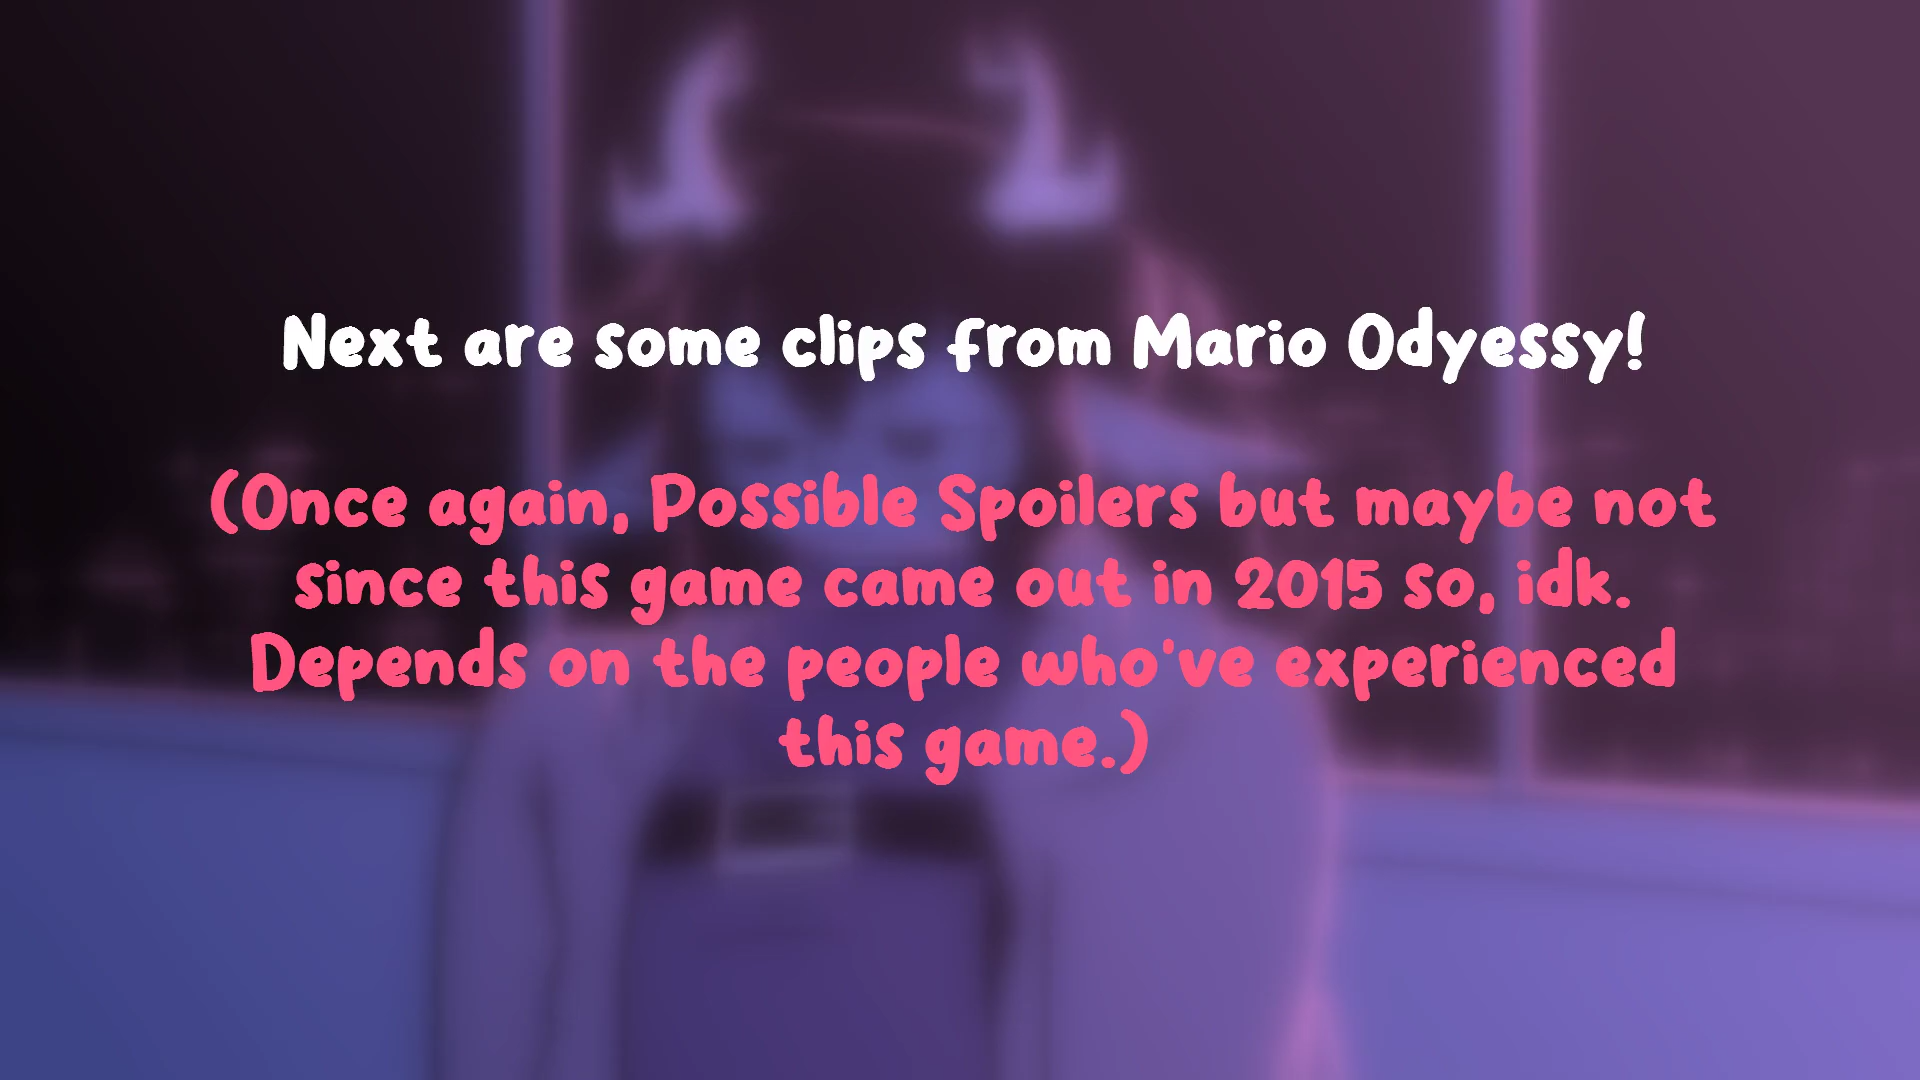 Next are some clips from Mario Odyessy!
(Once again, Possible Spoilers but maybe not
since this game came out in 2015 so, idk.
Depends on the people who've experienced
this game.)